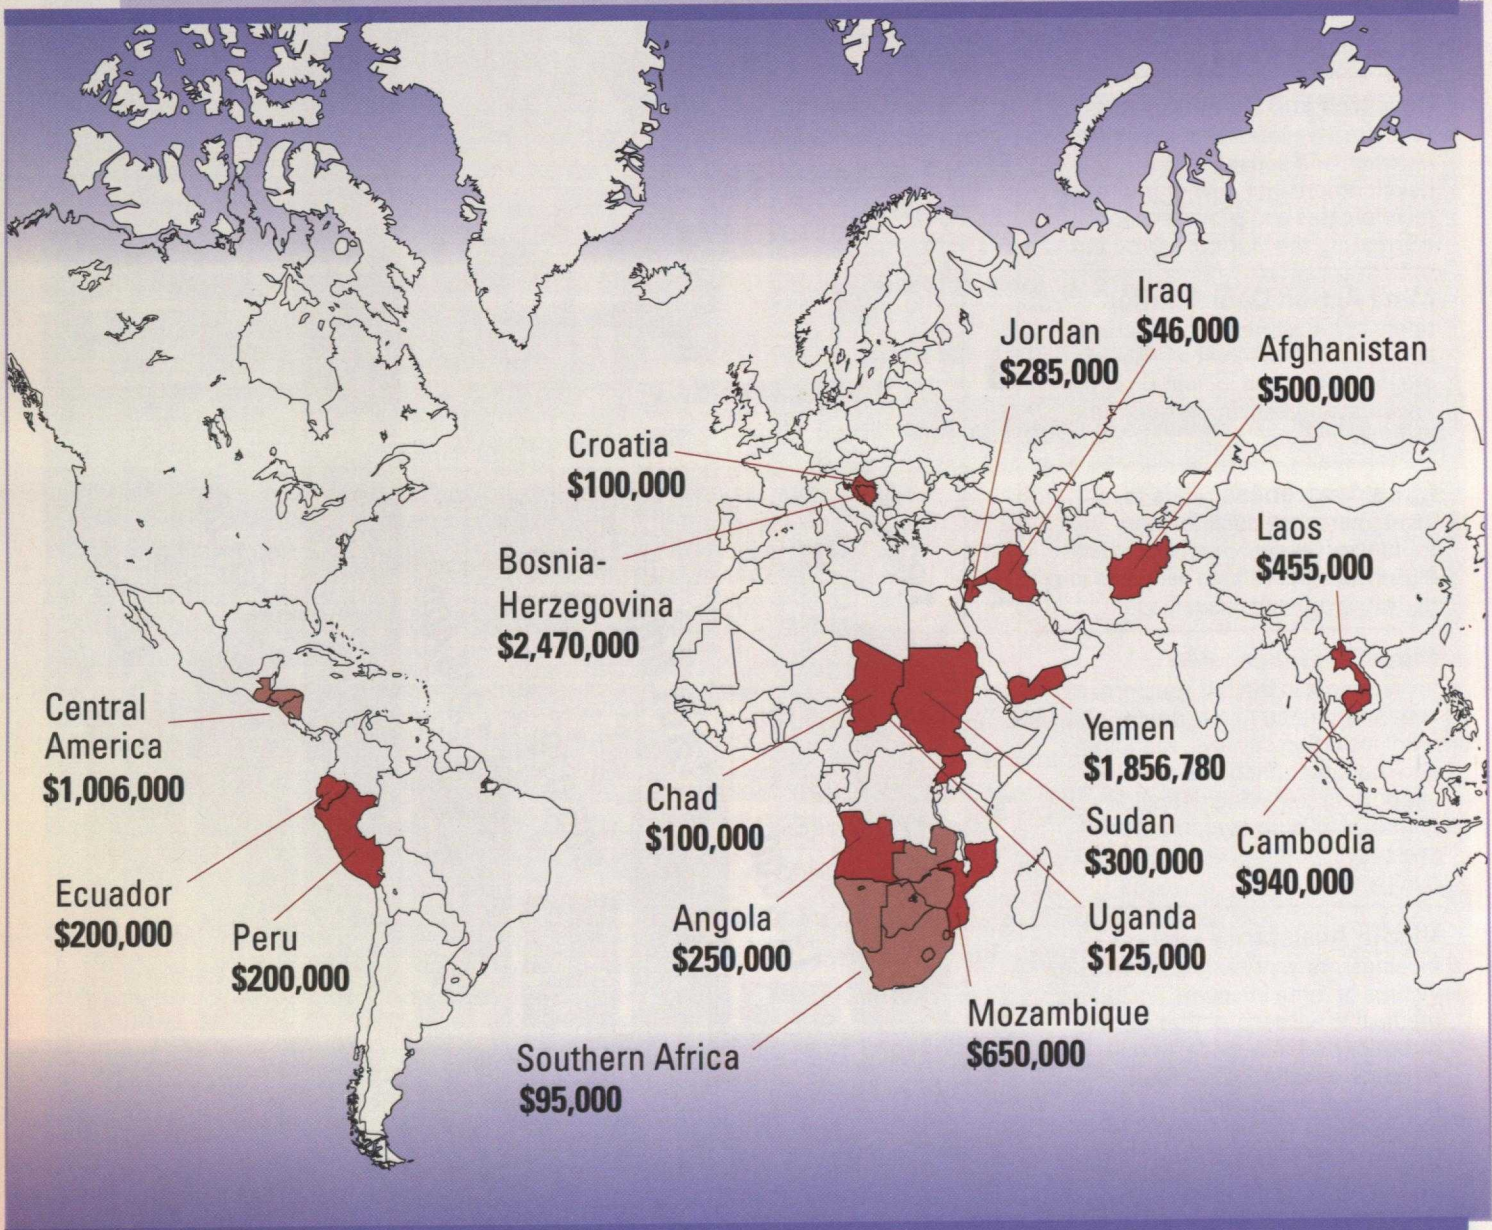 Iraq
$46,000
Jordan
$285,000
Afghanistan
$500,000
Croatia
$100,000
Laos
$455,000
Bosnia-
Herzegovina
$2,470,000
Central
America
$1,006,000
Yemen
$1,856,780
Chad
$100,000
Sudan
$300,000
Cambodia
$940,000
Ecuador
$200,000
Peru
$200,000
Angola
$250,000
Uganda
$125,000
Mozambique
$650,000
Southern Africa
$95,000